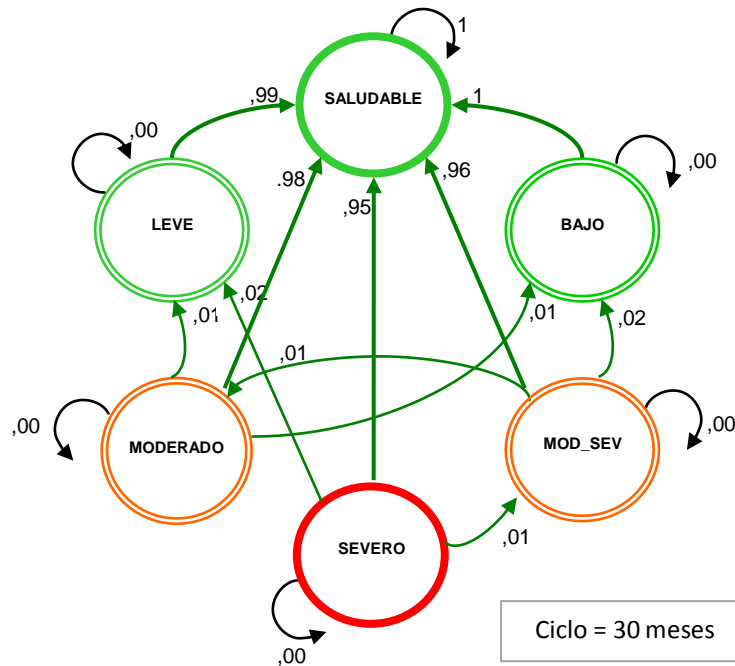 1
SALUDABLE
,99
1
,00
.98
,96
,00
,95
LEVE
BAJO
,02
,01
,01
,02
,01
,00
MODERADO
MOD_SEV
,00
SEVERO
,01
Ciclo = 30 meses
,00